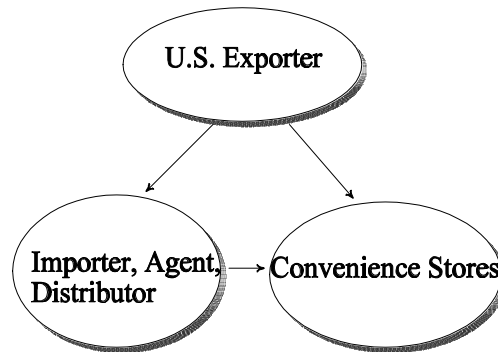 U.S. Exporter
Importer, Agent,
Distributor
Convenience Stores